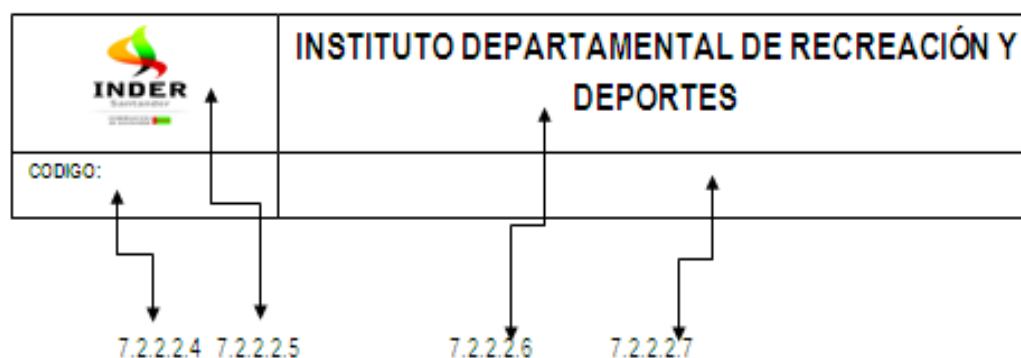 INSTITUTO DEPARTAMENTAL DE RECREACIÓN Y
DEPORTES
INDER
Santander
CODIGO:
7.2.2.2.4 7.2.2.2.5 7.2.2.2.6 7.2.2.2.7